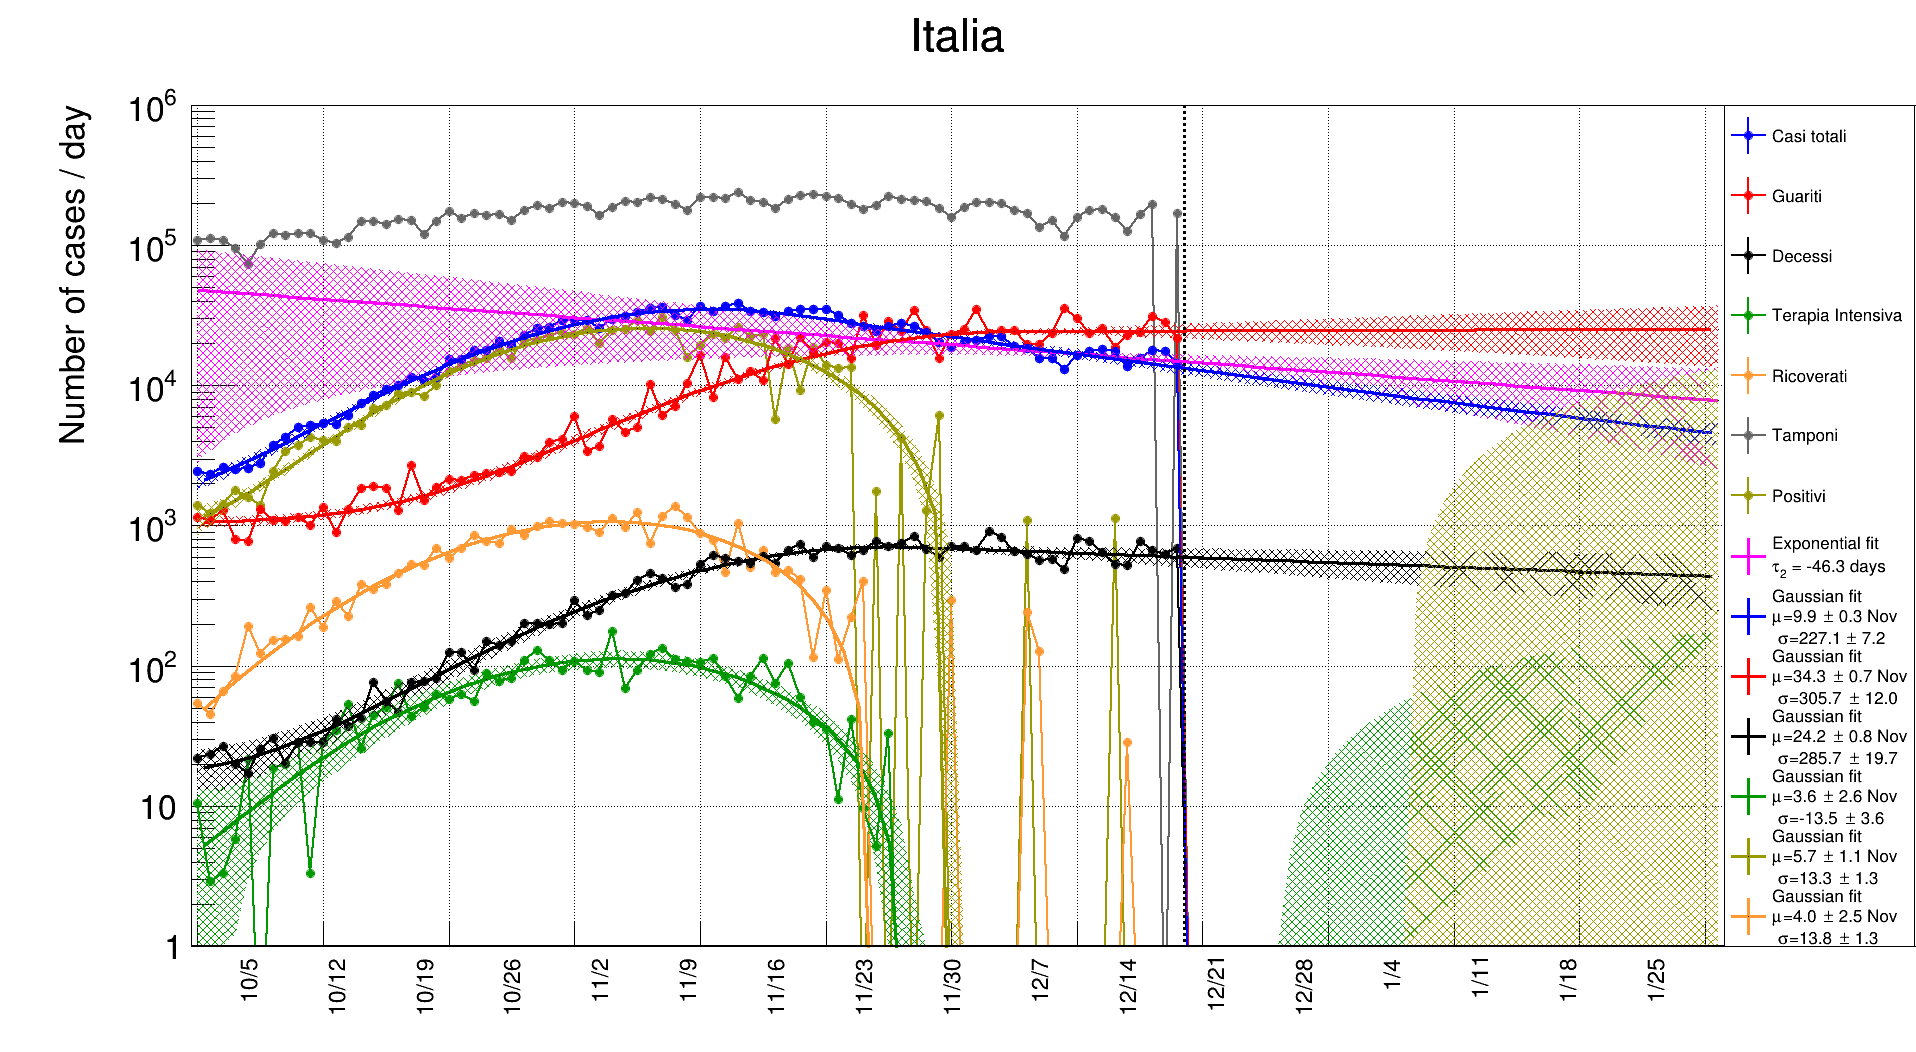 Italia
Number of cases / day
10^6
10^5
10^4
10^3
10^2
10
1
10/5 10/12 10/19 10/26 11/2 11/9 11/16 11/23 11/30 12/7 12/14 12/21 12/28 1/4 1/11 1/18 1/25
Casi totali
Guariti
Decessi
Terapia Intensiva
Ricoverati
Tamponi
Positivi
Exponential fit
τ₂ = -46.3 days
Gaussian fit
μ=9.9 ± 0.3 Nov
σ=227.1 ± 7.2
Gaussian fit
μ=34.3 ± 0.7 Nov
σ=305.7 ± 12.0
Gaussian fit
μ=24.2 ± 0.8 Nov
σ=285.7 ± 19.7
Gaussian fit
μ=3.6 ± 2.6 Nov
σ=-13.5 ± 3.6
Gaussian fit
μ=5.7 ± 1.1 Nov
σ=13.3 ± 1.3
Gaussian fit
μ=4.0 ± 2.5 Nov
σ=13.8 ± 1.3